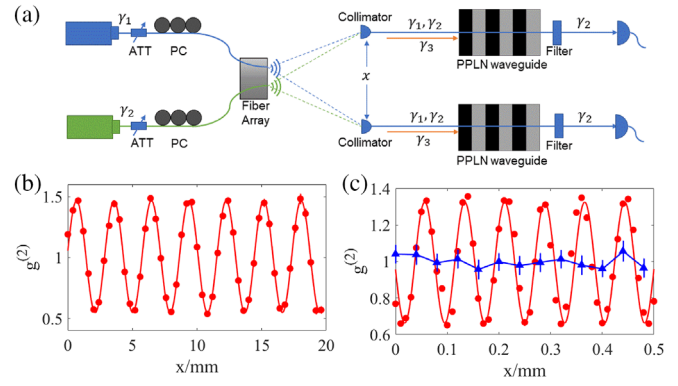 (a)
γ₁
ATT
PC
γ₂
ATT
PC
Fiber
Array
Collimator
x
Collimator
γ₁, γ₂
γ₃
PPLN waveguide
Filter
γ₂
γ₁, γ₂
γ₃
PPLN waveguide
Filter
γ₂
(b)
g⁽²⁾
1.5
1
0.5
0 5 10 15 20
x/mm
(c)
g⁽²⁾
1.4
1.2
1
0.8
0.6
0 0.1 0.2 0.3 0.4 0.5
x/mm